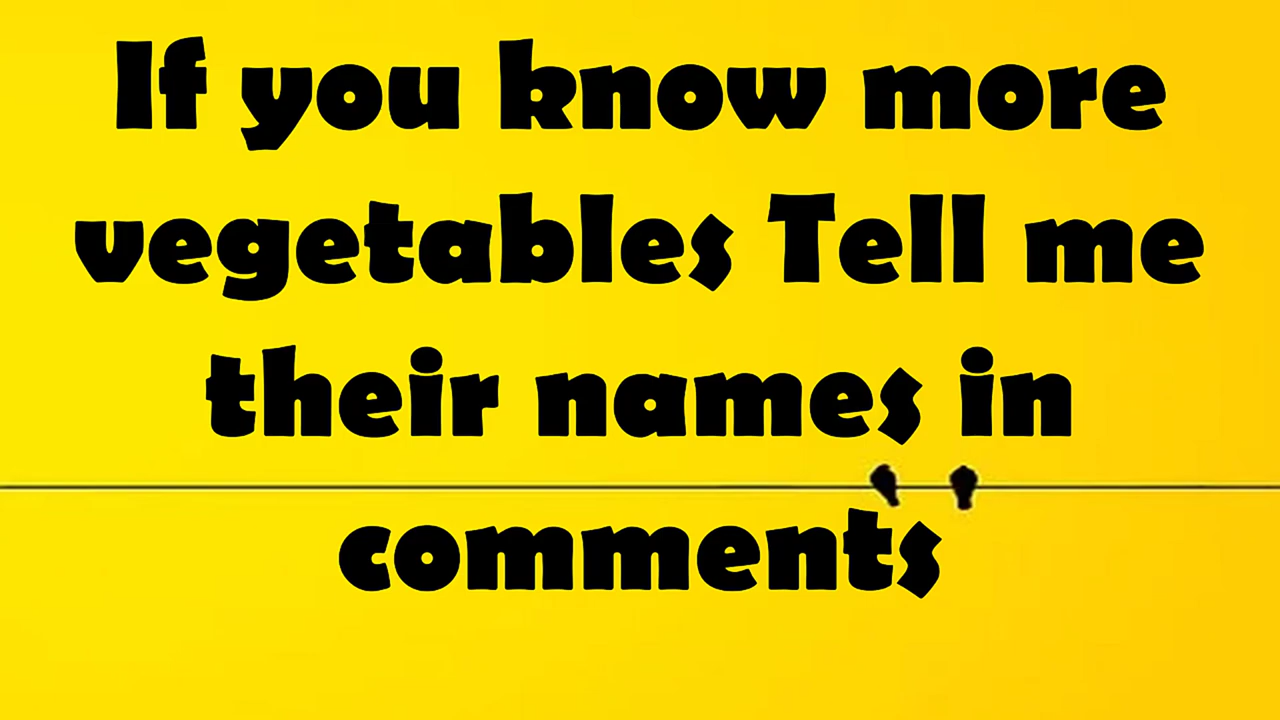 If you know more
vegetables Tell me
their names in
comments